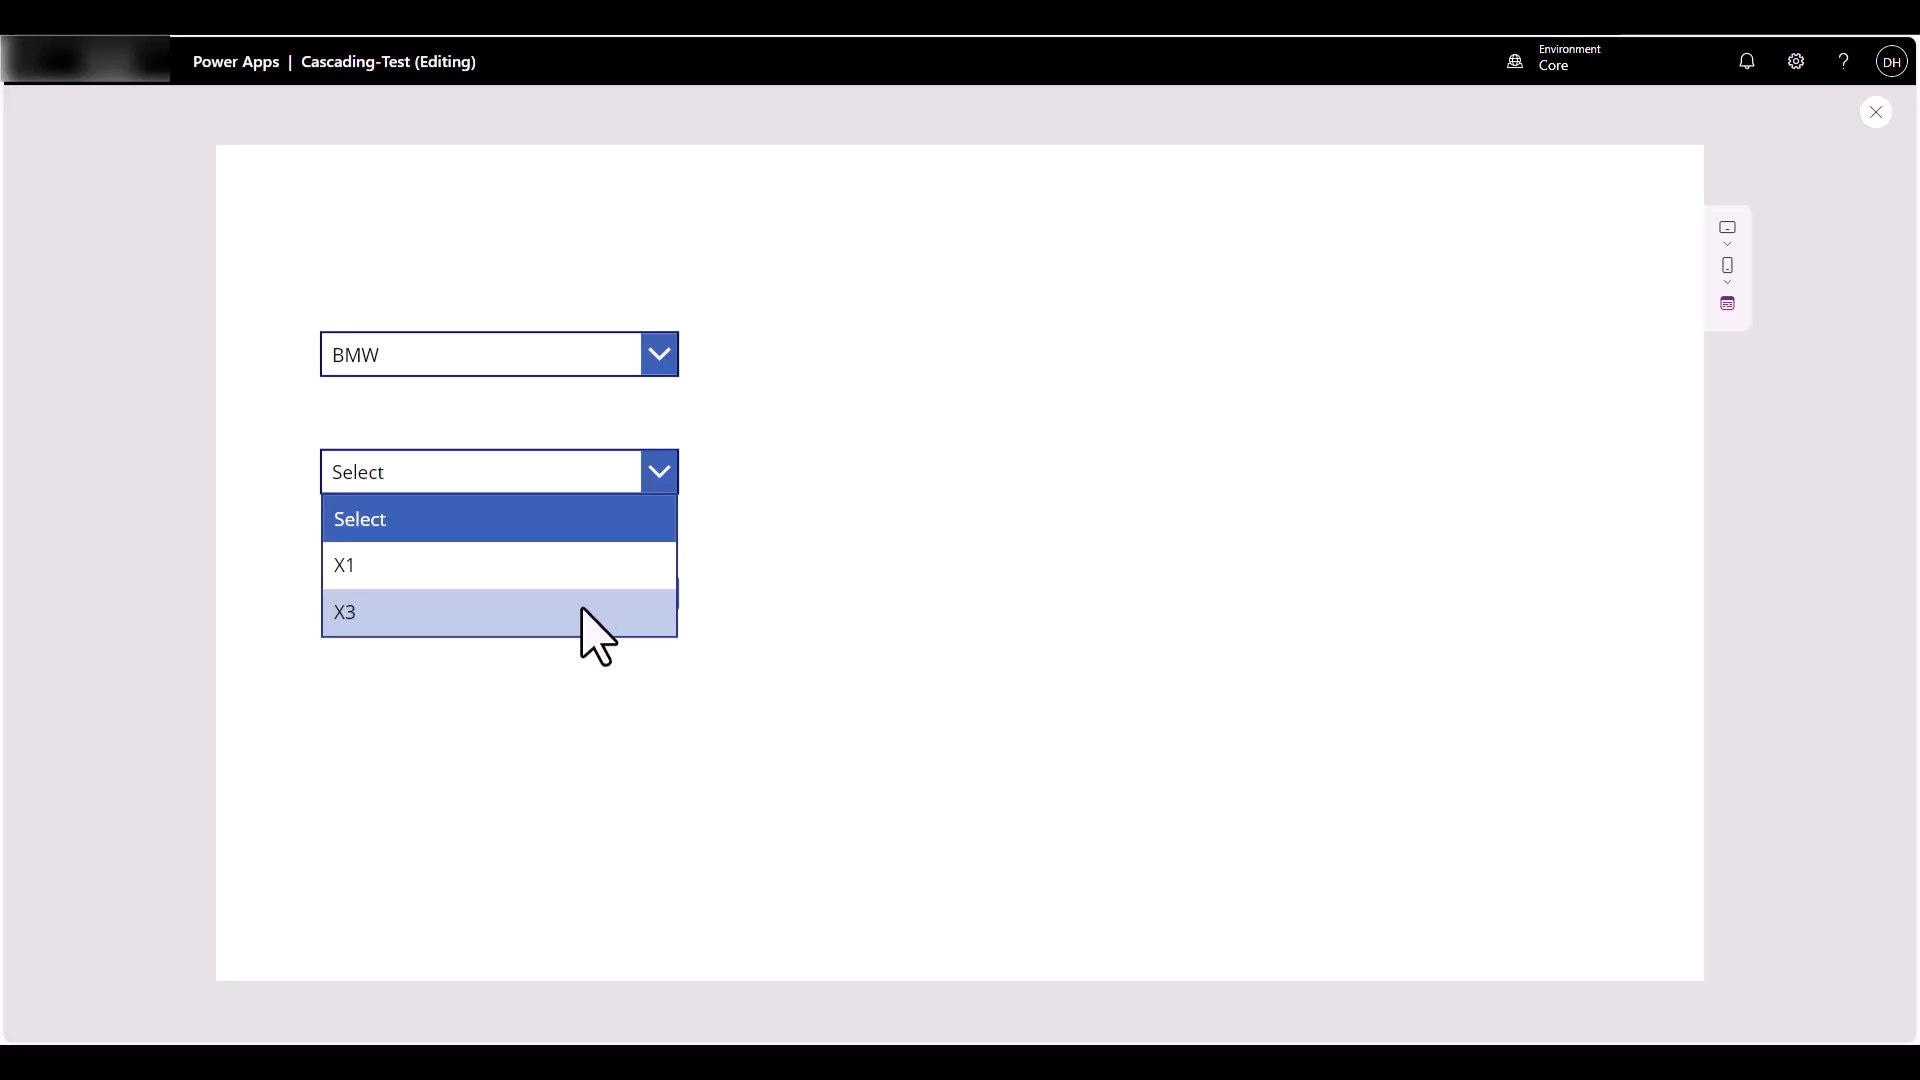 Power Apps | Cascading-Test (Editing)
Environment
Core
?
DH
BMW
Select
Select
X1
X3